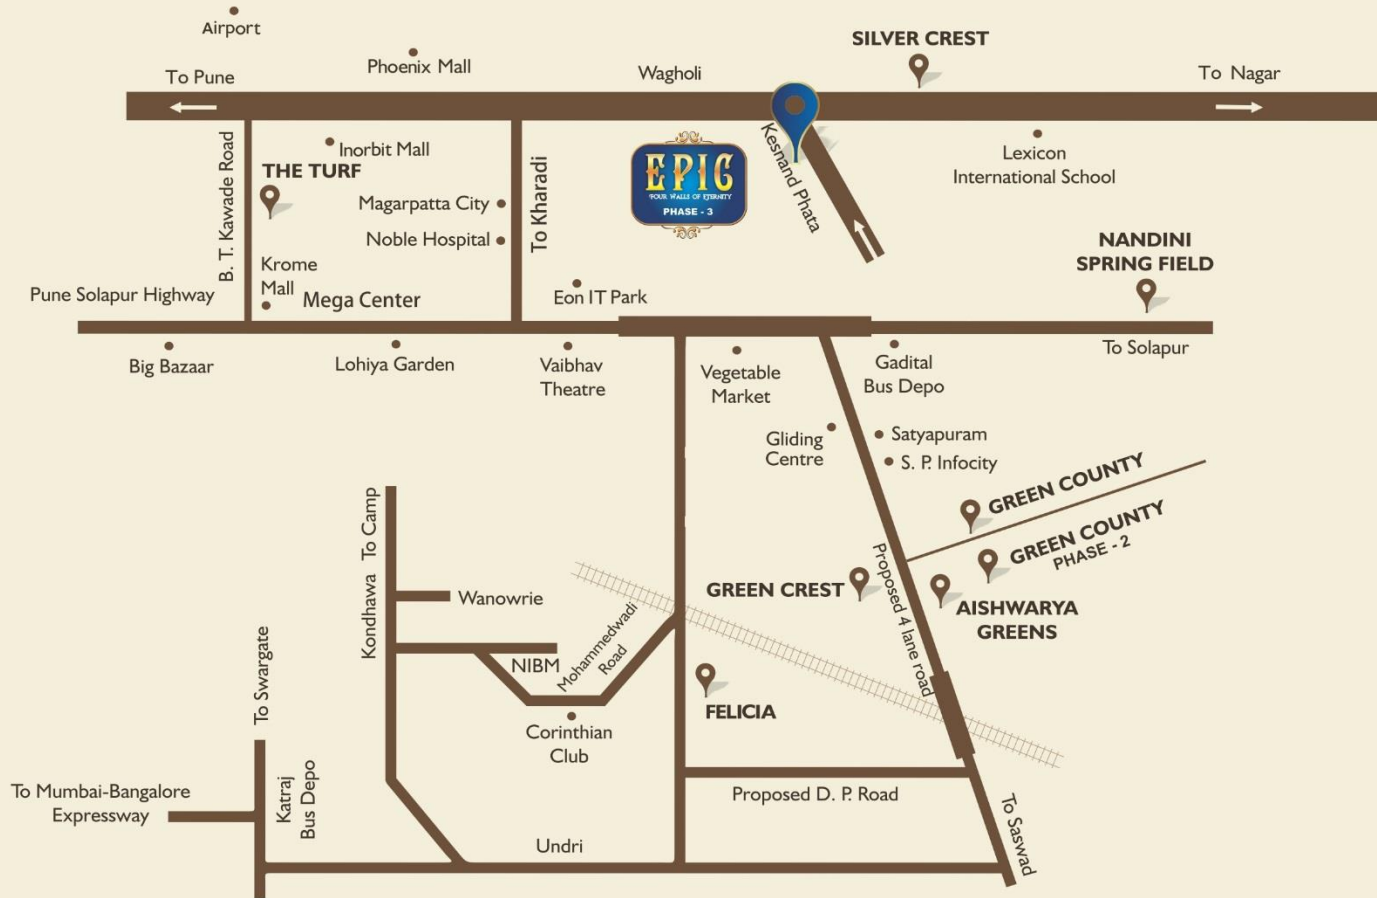 Airport
SILVER CREST
Phoenix Mall
Wagholi
To Pune
To Nagar
Kesnand Phata
B. T. Kawade Road
Inorbit Mall
THE TURF
Magarpatta City
Noble Hospital
To Kharadi
EPIC
FOUR WALLS OF ETERNITY
PHASE - 3
Lexicon
International School
NANDINI
SPRING FIELD
Krome
Mall
Mega Center
Pune Solapur Highway
Eon IT Park
Big Bazaar
Lohiya Garden
Vaibhav
Theatre
Vegetable
Market
Gadital
Bus Depo
To Solapur
Gliding
Centre
Satyapuram
S. P. Infocity
GREEN COUNTY
GREEN COUNTY
PHASE - 2
GREEN CREST
Proposed 4 lane road
AISHWARYA
GREENS
Kondhawa To Camp
Wanowrie
NIBM
Mohammedwadi
Road
Corinthian
Club
FELICIA
To Swargate
Katraj
Bus Depo
To Mumbai-Bangalore
Expressway
Proposed D. P. Road
Undri
To Saswad